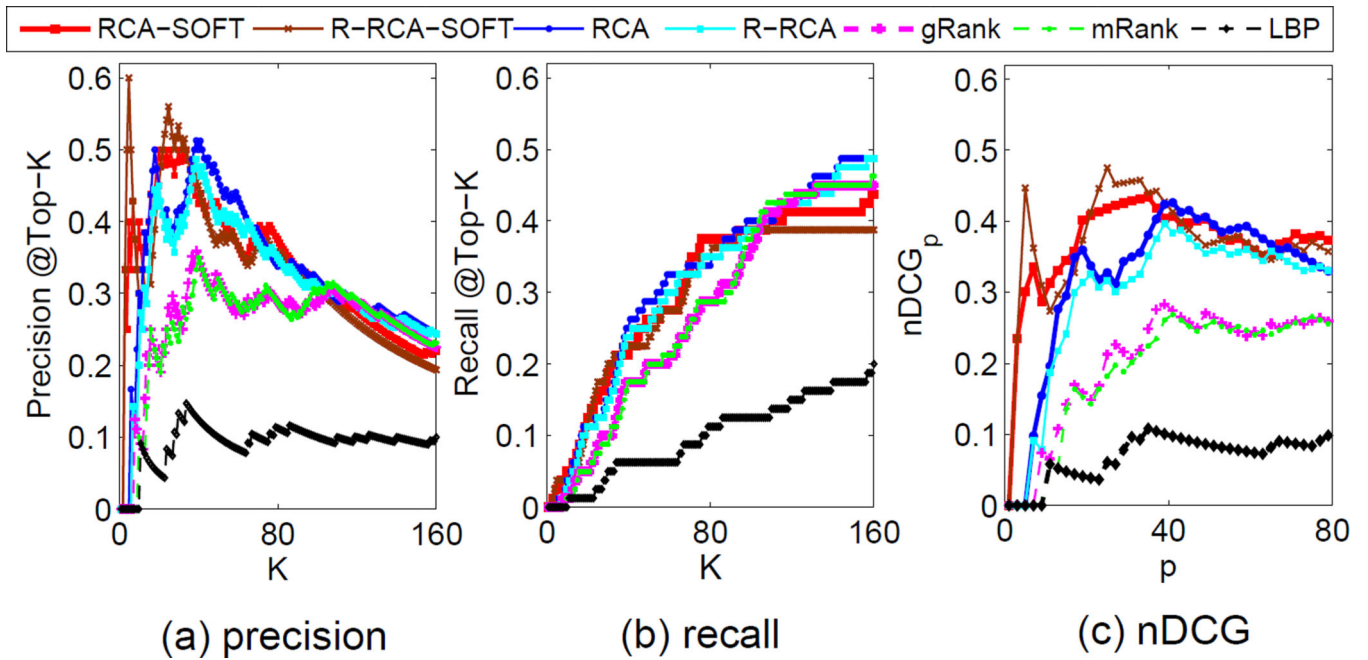 RCA−SOFT R−RCA−SOFT RCA R−RCA gRank mRank LBP
Precision @Top−K
0.6
0.5
0.4
0.3
0.2
0.1
0
0 80 160
K
(a) precision
Recall @Top−K
0.6
0.5
0.4
0.3
0.2
0.1
0
0 80 160
K
(b) recall
nDCGp
0.6
0.5
0.4
0.3
0.2
0.1
0
0 40 80
p
(c) nDCG